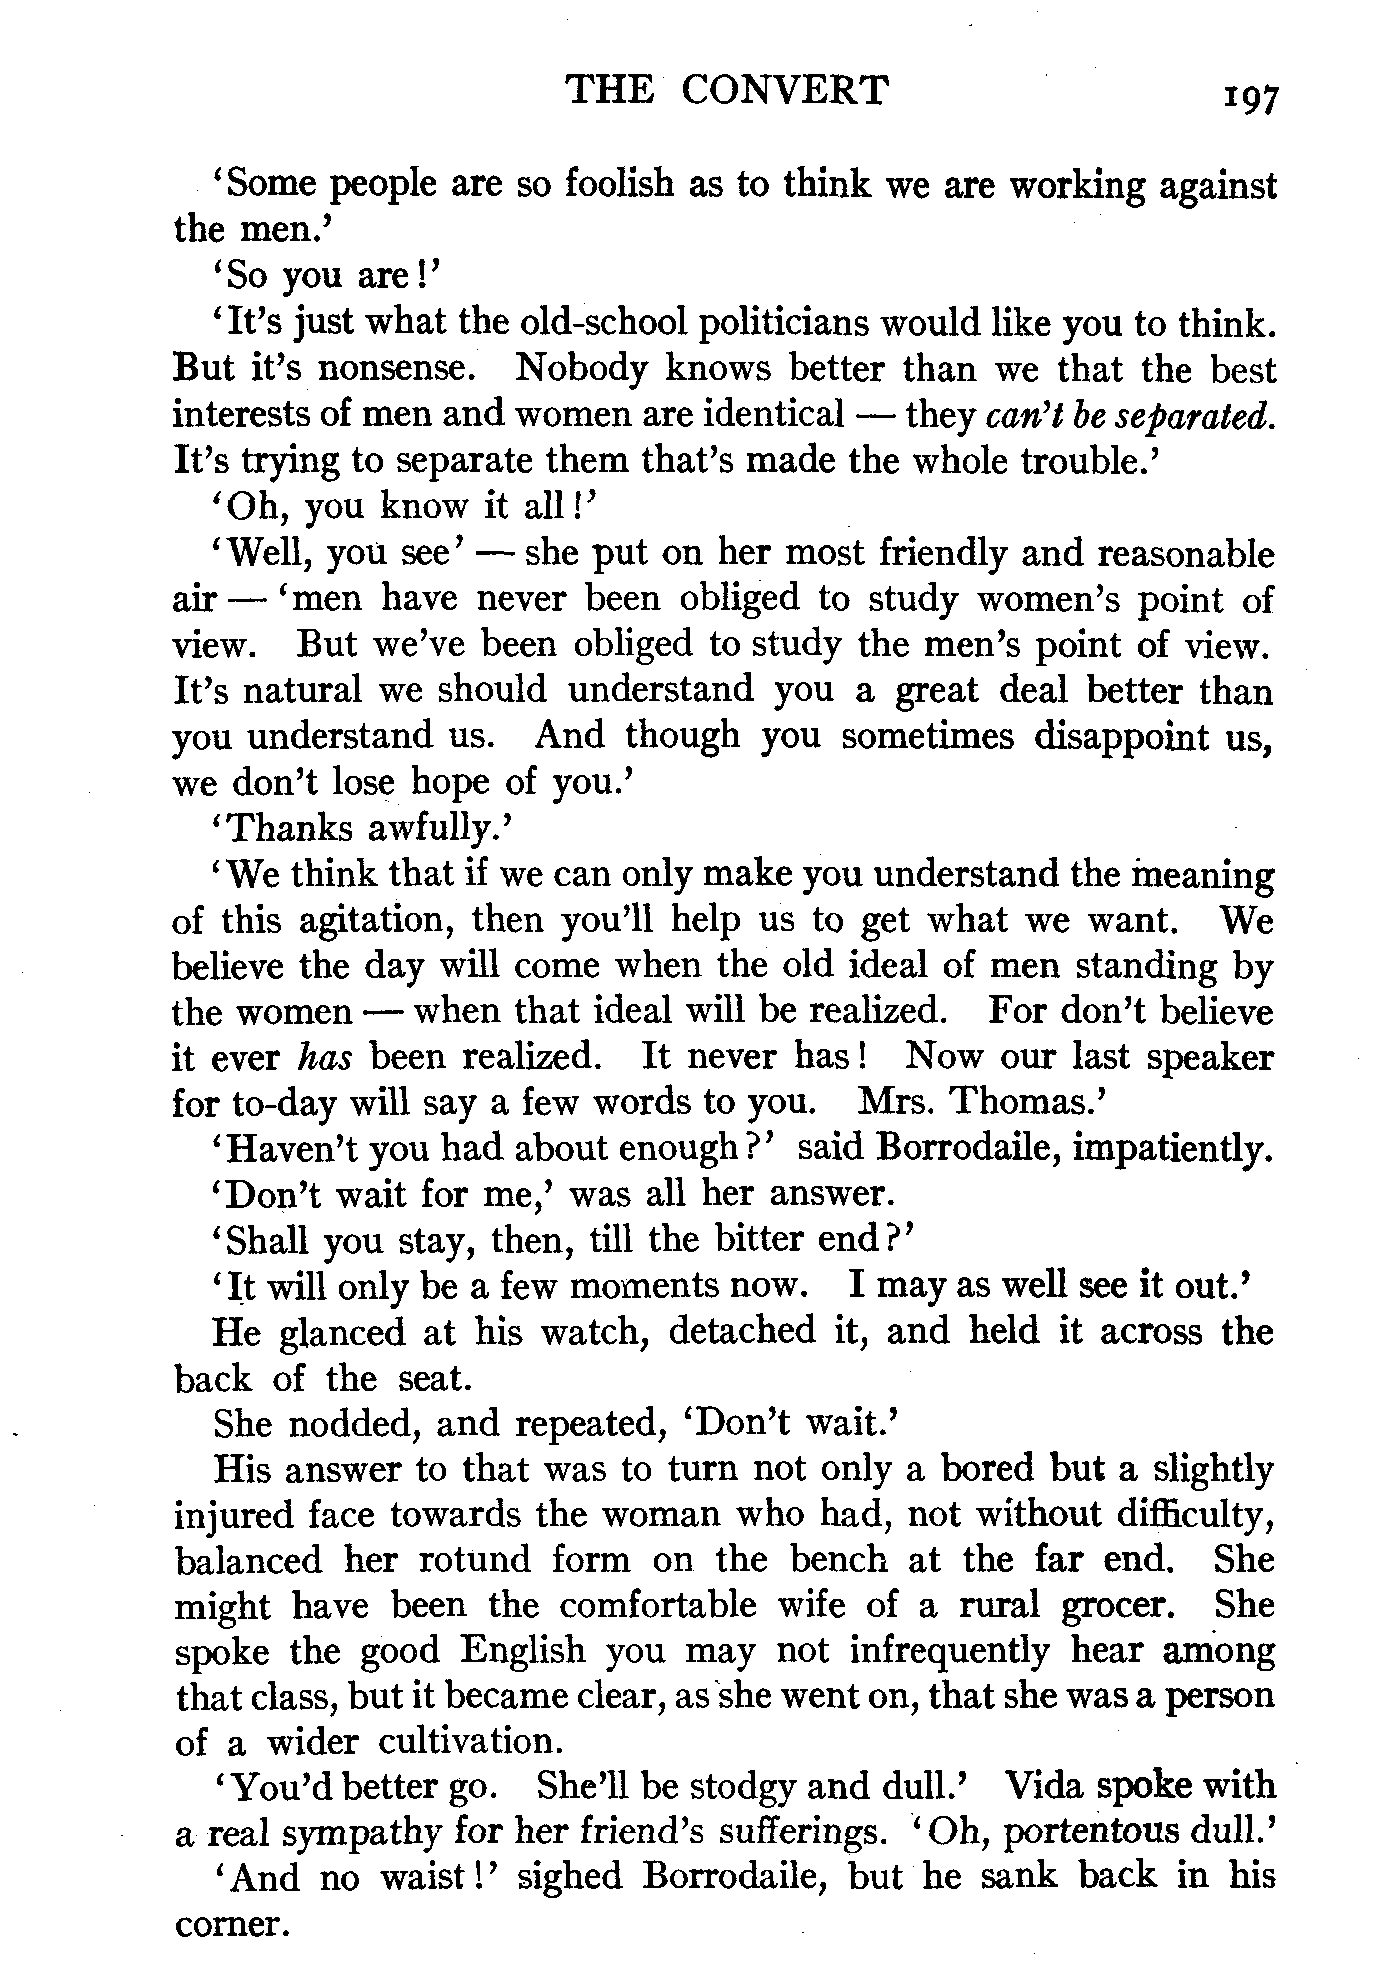 THE CONVERT 197
‘Some people are so foolish as to think we are working against
the men.’
‘So you are!’
‘It's just what the old-school politicians would like you to think.
But it's nonsense. Nobody knows better than we that the best
interests of men and women are identical — they can't be separated.
It's trying to separate them that's made the whole trouble.’
‘Oh, you know it all!’
‘Well, you see’ — she put on her most friendly and reasonable
air — ‘men have never been obliged to study women's point of
view. But we've been obliged to study the men's point of view.
It's natural we should understand you a great deal better than
you understand us. And though you sometimes disappoint us,
we don't lose hope of you.’
‘Thanks awfully.’
‘We think that if we can only make you understand the meaning
of this agitation, then you'll help us to get what we want. We
believe the day will come when the old ideal of men standing by
the women — when that ideal will be realized. For don't believe
it ever has been realized. It never has! Now our last speaker
for to-day will say a few words to you. Mrs. Thomas.’
‘Haven't you had about enough?’ said Borrodaile, impatiently.
‘Don't wait for me,’ was all her answer.
‘Shall you stay, then, till the bitter end?’
‘It will only be a few moments now. I may as well see it out.’
He glanced at his watch, detached it, and held it across the
back of the seat.
She nodded, and repeated, ‘Don't wait.’
His answer to that was to turn not only a bored but a slightly
injured face towards the woman who had, not without difficulty,
balanced her rotund form on the bench at the far end. She
might have been the comfortable wife of a rural grocer. She
spoke the good English you may not infrequently hear among
that class, but it became clear, as she went on, that she was a person
of a wider cultivation.
‘You'd better go. She'll be stodgy and dull.’ Vida spoke with
a real sympathy for her friend's sufferings. ‘Oh, portentous dull.’
‘And no waist!’ sighed Borrodaile, but he sank back in his
corner.